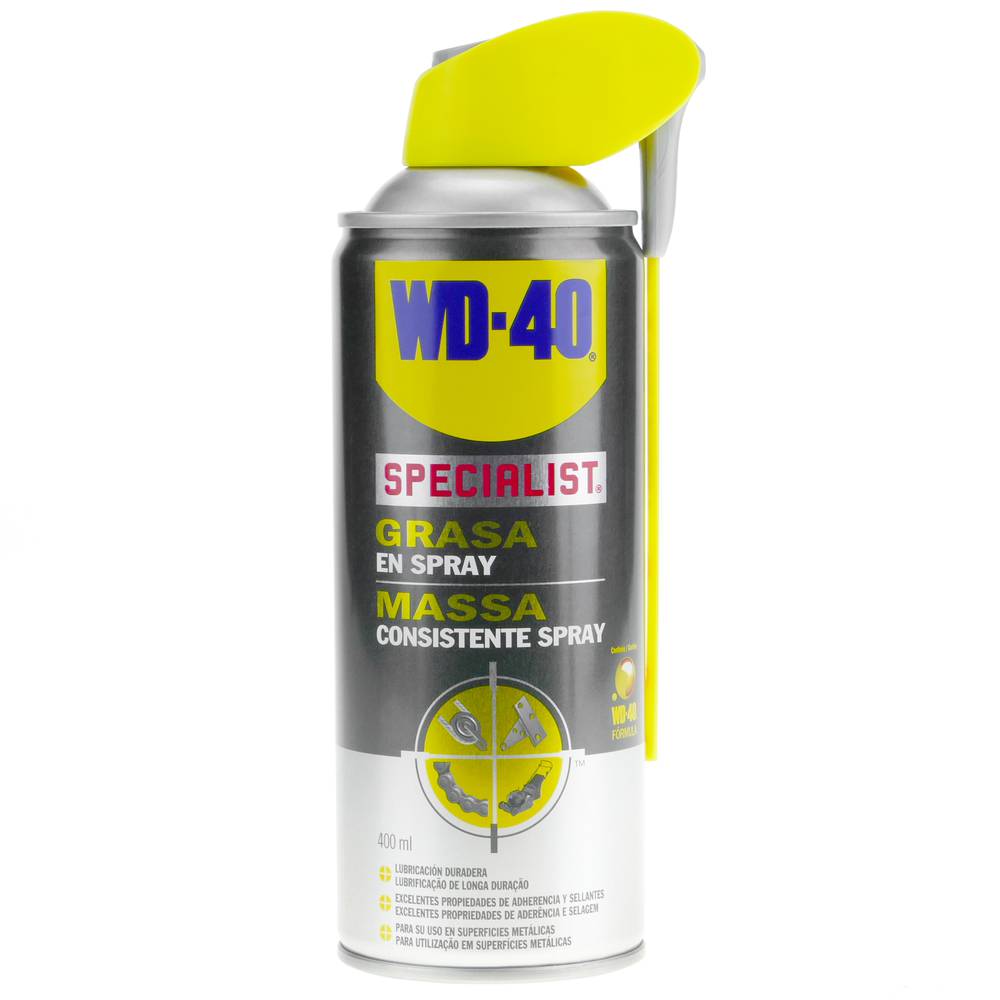 WD-40®
SPECIALIST®
GRASA
EN SPRAY
MASSA
CONSISTENTE SPRAY
WD-40
FÓRMULA
TM
400 ml
LUBRICACIÓN DURADERA
LUBRIFICAÇÃO DE LONGA DURAÇÃO
EXCELENTES PROPIEDADES DE ADHERENCIA Y SELLANTES
EXCELENTES PROPRIEDADES DE ADERÊNCIA E SELAGEM
PARA SU USO EN SUPERFICIES METÁLICAS
PARA UTILIZAÇÃO EM SUPERFÍCIES METÁLICAS